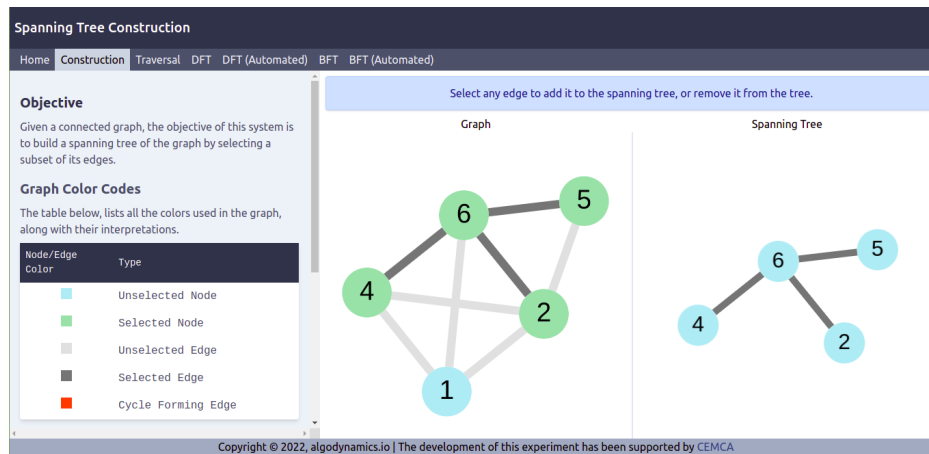 Spanning Tree Construction
Home Construction Traversal DFT DFT (Automated) BFT BFT (Automated)
Objective
Given a connected graph, the objective of this system is
to build a spanning tree of the graph by selecting a
subset of its edges.
Graph Color Codes
The table below, lists all the colors used in the graph,
along with their interpretations.
Node/Edge
Color
Type
Unselected Node
Selected Node
Unselected Edge
Selected Edge
Cycle Forming Edge
Select any edge to add it to the spanning tree, or remove it from the tree.
Graph
6
5
4
2
1
Spanning Tree
6
5
4
2
Copyright © 2022, algodynamics.io | The development of this experiment has been supported by CEMCA